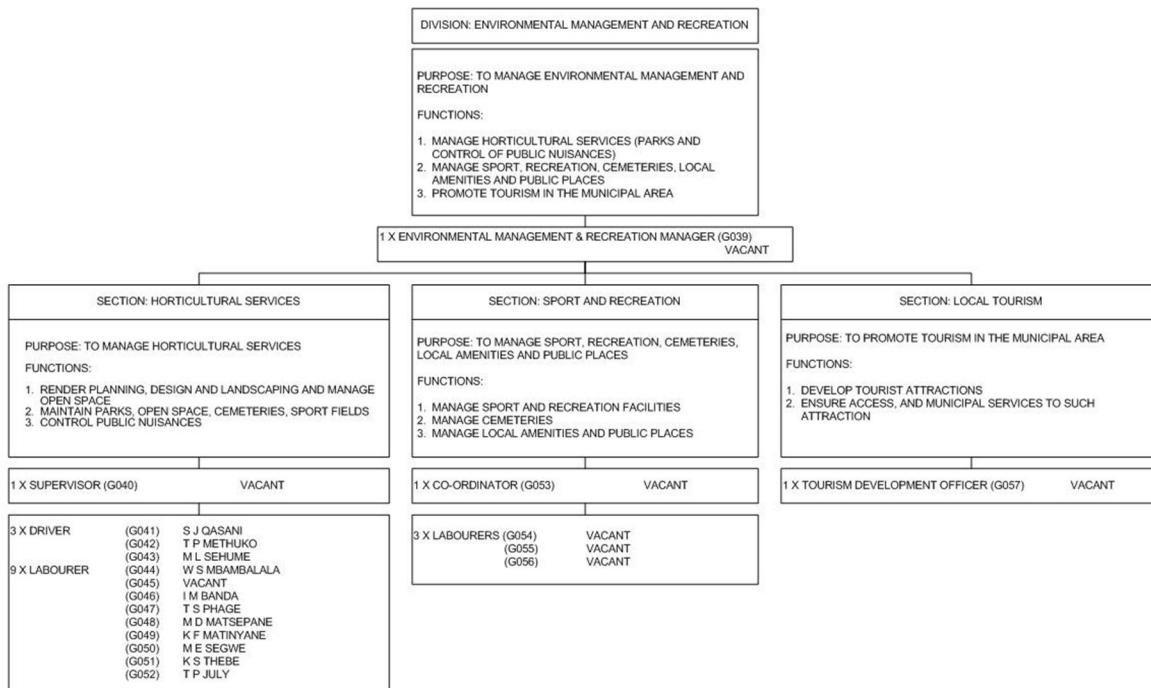 DIVISION: ENVIRONMENTAL MANAGEMENT AND RECREATION
PURPOSE: TO MANAGE ENVIRONMENTAL MANAGEMENT AND
RECREATION
FUNCTIONS:
1. MANAGE HORTICULTURAL SERVICES (PARKS AND
CONTROL OF PUBLIC NUISANCES)
2. MANAGE SPORT, RECREATION, CEMETERIES, LOCAL
AMENITIES AND PUBLIC PLACES
3. PROMOTE TOURISM IN THE MUNICIPAL AREA
1 X ENVIRONMENTAL MANAGEMENT & RECREATION MANAGER (G039)
VACANT
SECTION: HORTICULTURAL SERVICES
PURPOSE: TO MANAGE HORTICULTURAL SERVICES
FUNCTIONS:
1. RENDER PLANNING, DESIGN AND LANDSCAPING AND MANAGE
OPEN SPACE
2. MAINTAIN PARKS, OPEN SPACE, CEMETERIES, SPORT FIELDS
3. CONTROL PUBLIC NUISANCES
1 X SUPERVISOR (G040) VACANT
3 X DRIVER (G041) S J QASANI
(G042) T P METHUKO
(G043) M L SEHUME
9 X LABOURER (G044) W S MBAMBALALA
(G045) VACANT
(G046) I M BANDA
(G047) T S PHAGE
(G048) M D MATSEPANE
(G049) K F MATINYANE
(G050) M E SEGWE
(G051) K S THEBE
(G052) T P JULY
SECTION: SPORT AND RECREATION
PURPOSE: TO MANAGE SPORT, RECREATION, CEMETERIES,
LOCAL AMENITIES AND PUBLIC PLACES
FUNCTIONS:
1. MANAGE SPORT AND RECREATION FACILITIES
2. MANAGE CEMETERIES
3. MANAGE LOCAL AMENITIES AND PUBLIC PLACES
1 X CO-ORDINATOR (G053) VACANT
3 X LABOURERS (G054) VACANT
(G055) VACANT
(G056) VACANT
SECTION: LOCAL TOURISM
PURPOSE: TO PROMOTE TOURISM IN THE MUNICIPAL AREA
FUNCTIONS:
1. DEVELOP TOURIST ATTRACTIONS
2. ENSURE ACCESS, AND MUNICIPAL SERVICES TO SUCH
ATTRACTION
1 X TOURISM DEVELOPMENT OFFICER (G057) VACANT